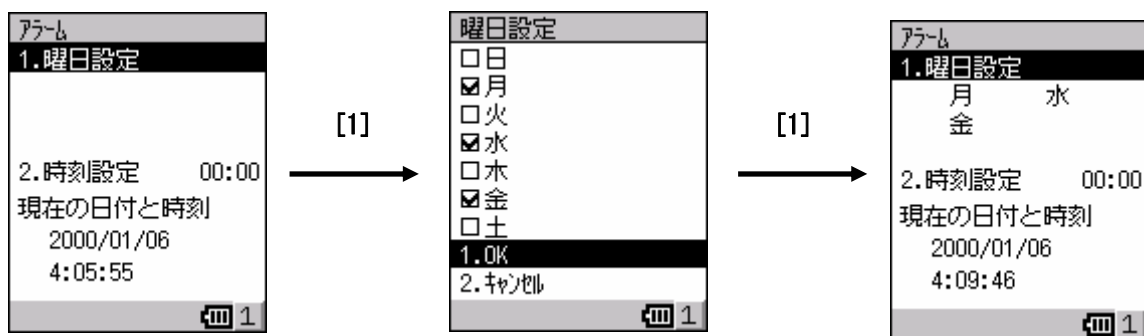 ｱﾗｰﾑ
1.曜日設定
2.時刻設定 00:00
現在の日付と時刻
2000/01/06
4:05:55
1
[1]
曜日設定
日
月
火
水
木
金
土
1.OK
2.ｷｬﾝｾﾙ
1
[1]
ｱﾗｰﾑ
1.曜日設定
月 水
金
2.時刻設定 00:00
現在の日付と時刻
2000/01/06
4:09:46
1